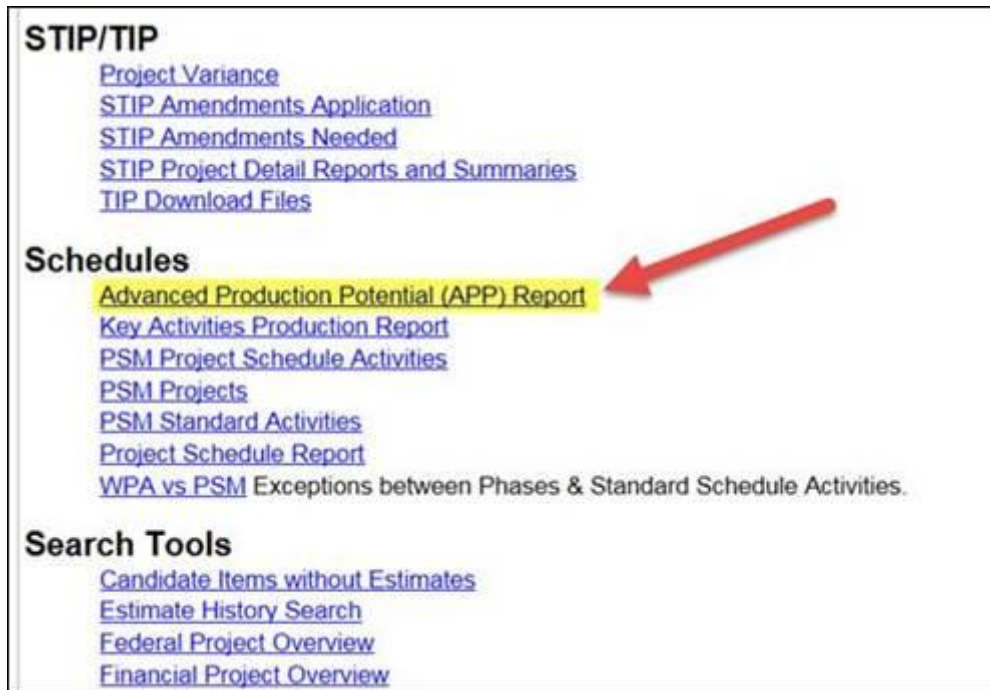 STIP/TIP
Project Variance
STIP Amendments Application
STIP Amendments Needed
STIP Project Detail Reports and Summaries
TIP Download Files
Schedules
Advanced Production Potential (APP) Report
Key Activities Production Report
PSM Project Schedule Activities
PSM Projects
PSM Standard Activities
Project Schedule Report
WPA vs PSM Exceptions between Phases & Standard Schedule Activities.
Search Tools
Candidate Items without Estimates
Estimate History Search
Federal Project Overview
Financial Project Overview